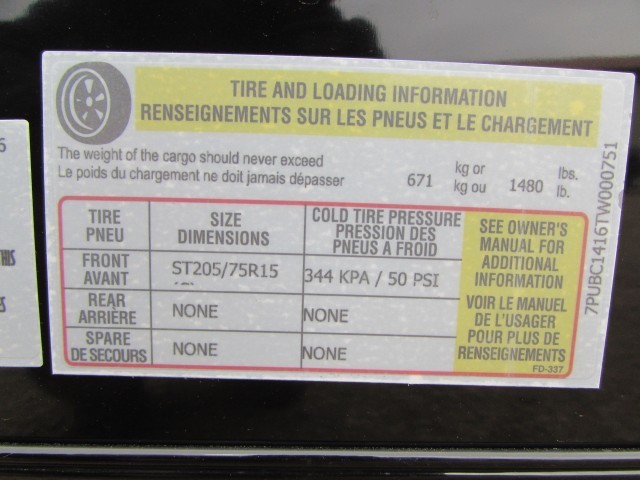 TIRE AND LOADING INFORMATION
RENSEIGNEMENTS SUR LES PNEUS ET LE CHARGEMENT
The weight of the cargo should never exceed
Le poids du chargement ne doit jamais dépasser
671 kg or 1480 lbs.
kg ou lb.
TIRE
PNEU
SIZE
DIMENSIONS
COLD TIRE PRESSURE
PRESSION DES
PNEUS A FROID
FRONT
AVANT
ST205/75R15
344 KPA / 50 PSI
REAR
ARRIÈRE
NONE
NONE
SPARE
DE SECOURS
NONE
NONE
SEE OWNER'S
MANUAL FOR
ADDITIONAL
INFORMATION
VOIR LE MANUEL
DE L'USAGER
POUR PLUS DE
RENSEIGNEMENTS
FD-337
7PUBC1416TW000751